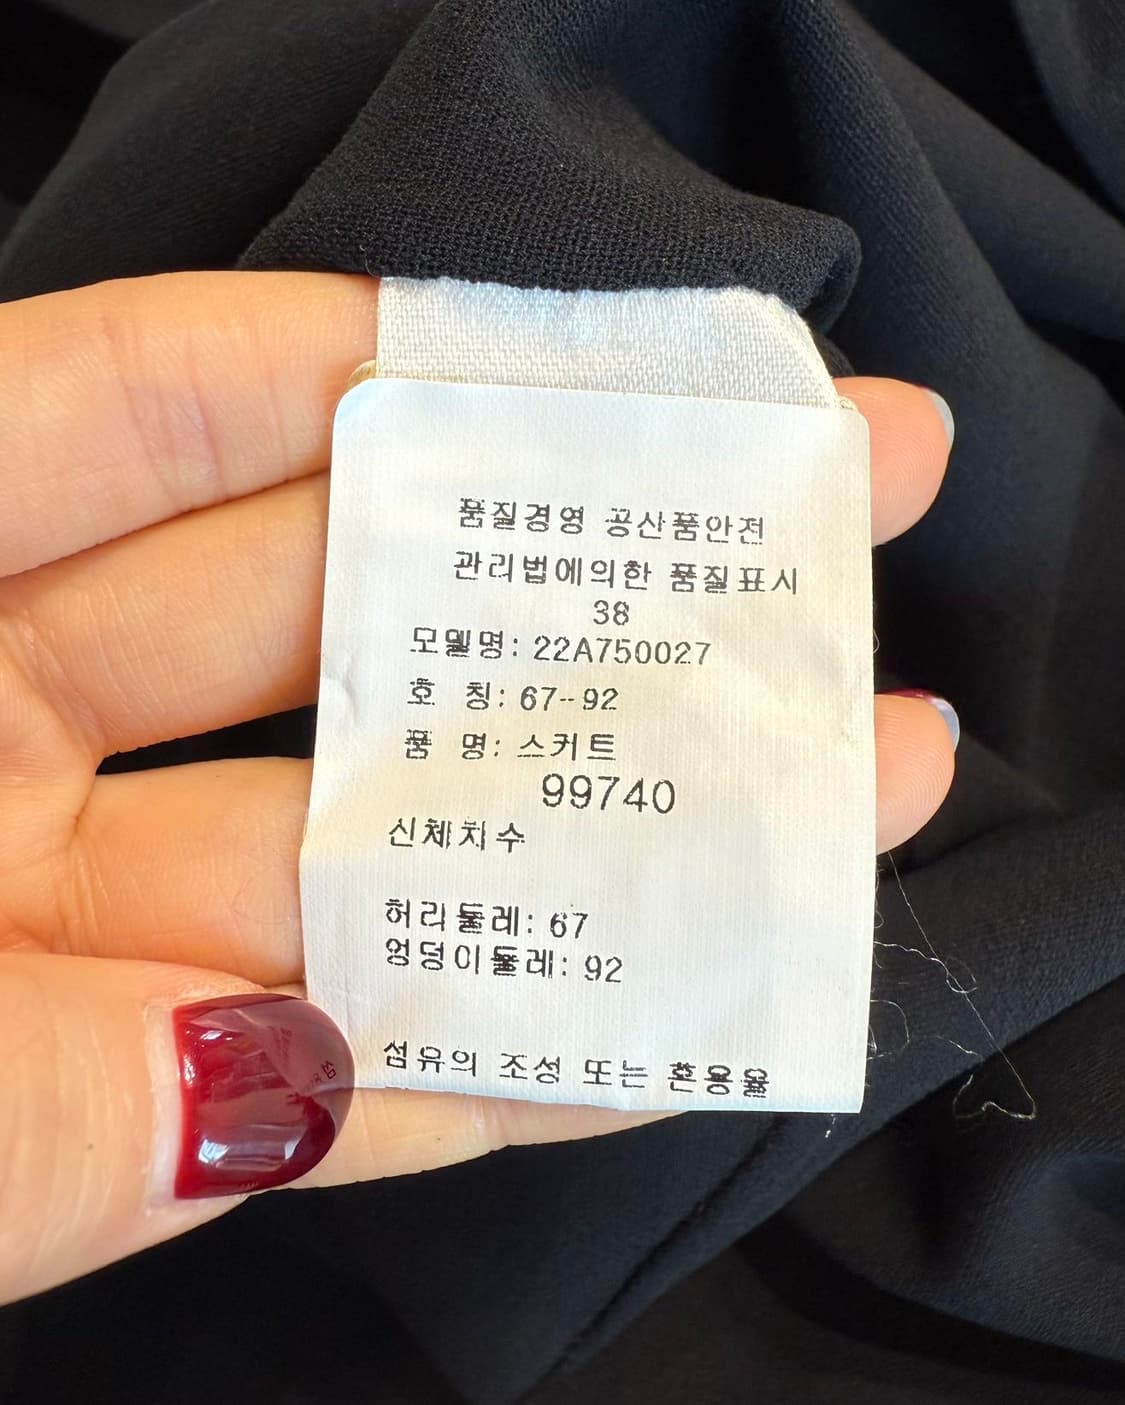 품질경영 공산품안전
관리법에의한 품질표시
38
모델명: 22A750027
호 칭: 67--92
품 명: 스커트
99740
신체치수
허리둘레: 67
엉덩이둘레: 92
섬유의 조성 또는 혼용율